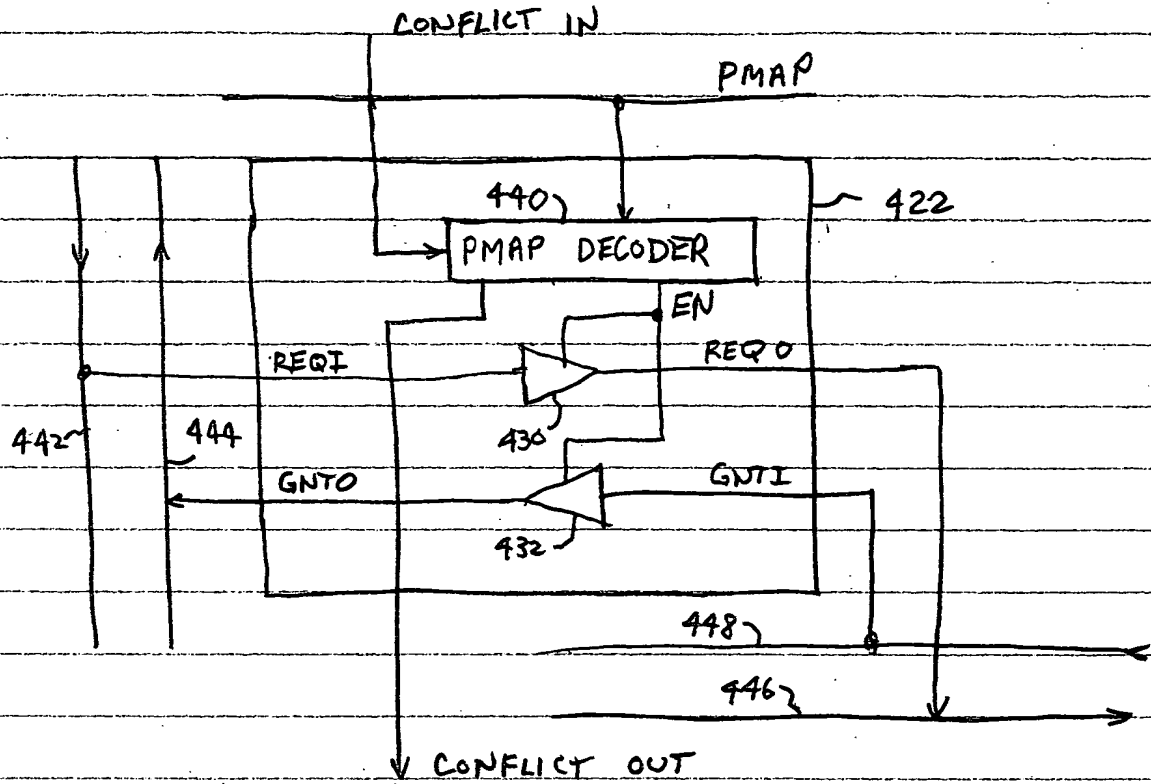 CONFLICT IN
PMAP
440
422
PMAP DECODER
EN
REQI
REQO
442
444
430
GNTO
GNTI
432
448
446
CONFLICT OUT